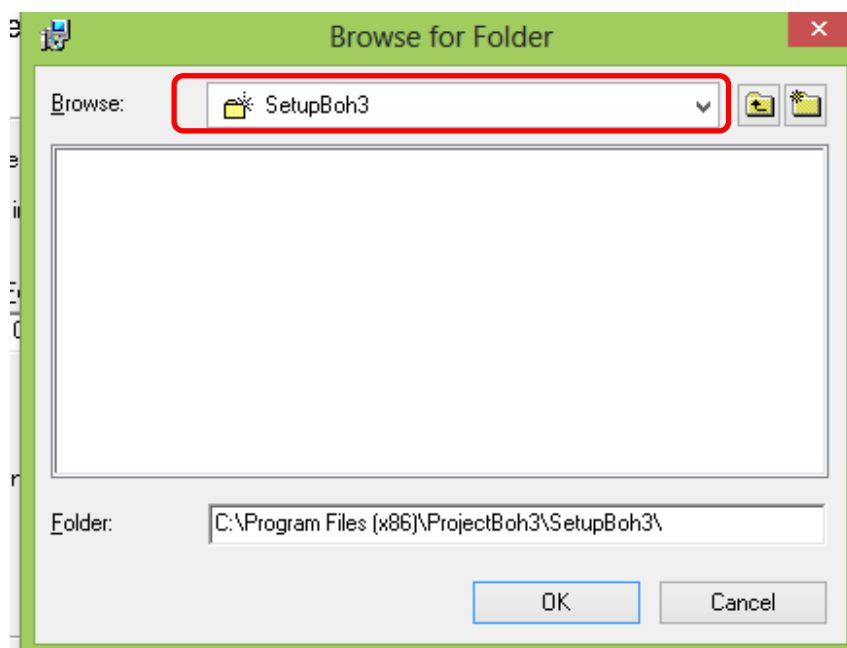 Browse for Folder
Browse:
SetupBoh3
Folder:
C:\Program Files (x86)\ProjectBoh3\SetupBoh3\
OK
Cancel